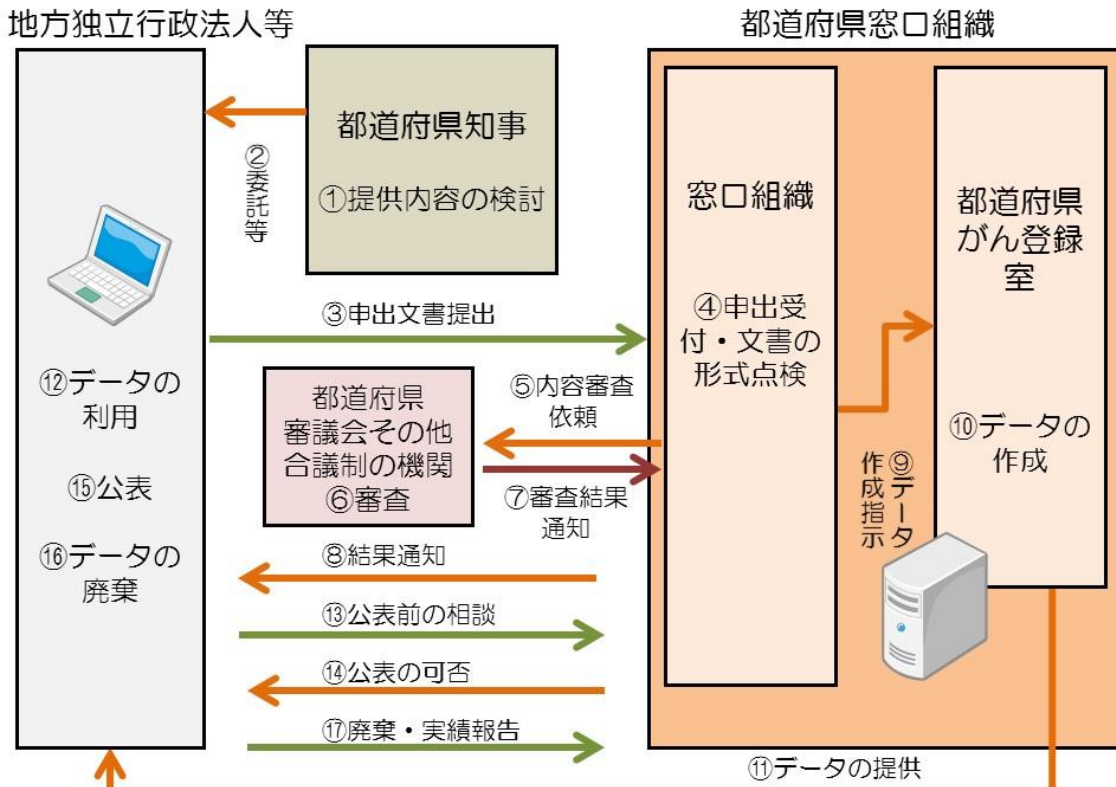 地方独立行政法人等
都道府県窓口組織
都道府県知事
①提供内容の検討
②委託等
③申出文書提出
窓口組織
④申出受
付・文書の
形式点検
都道府県
がん登録
室
⑤内容審査
依頼
都道府県
審議会その他
合議制の機関
⑥審査
⑦審査結果
通知
⑧結果通知
⑨データ
作成指示
⑩データの
作成
⑪データの提供
⑫データの
利用
⑬公表前の相談
⑭公表の可否
⑮公表
⑯データの
廃棄
⑰廃棄・実績報告